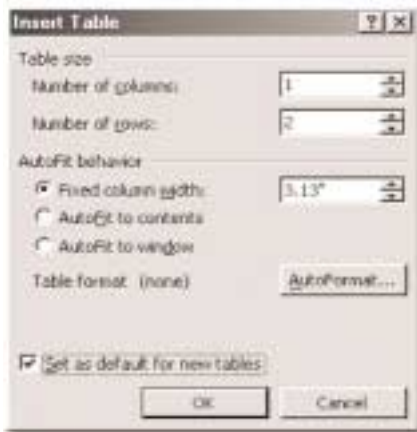 Insert Table ? X
Table size
Number of columns: 1
Number of rows: 2
AutoFit behavior
Fixed column width: 3.13"
AutoFit to contents
AutoFit to window
Table format (none) AutoFormat...
Set as default for new tables
OK Cancel